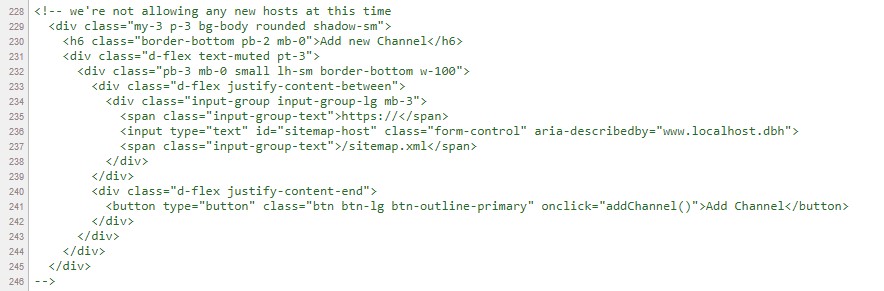 228 <!-- we're not allowing any new hosts at this time
229   <div class="my-3 p-3 bg-body rounded shadow-sm">
230     <h6 class="border-bottom pb-2 mb-0">Add new Channel</h6>
231     <div class="d-flex text-muted pt-3">
232       <div class="pb-3 mb-0 small lh-sm border-bottom w-100">
233         <div class="d-flex justify-content-between">
234           <div class="input-group input-group-lg mb-3">
235             <span class="input-group-text">https://</span>
236             <input type="text" id="sitemap-host" class="form-control" aria-describedby="www.localhost.dbh">
237             <span class="input-group-text">/sitemap.xml</span>
238           </div>
239         </div>
240         <div class="d-flex justify-content-end">
241           <button type="button" class="btn btn-lg btn-outline-primary" onclick="addChannel()">Add Channel</button>
242         </div>
243       </div>
244     </div>
245   </div>
246 -->